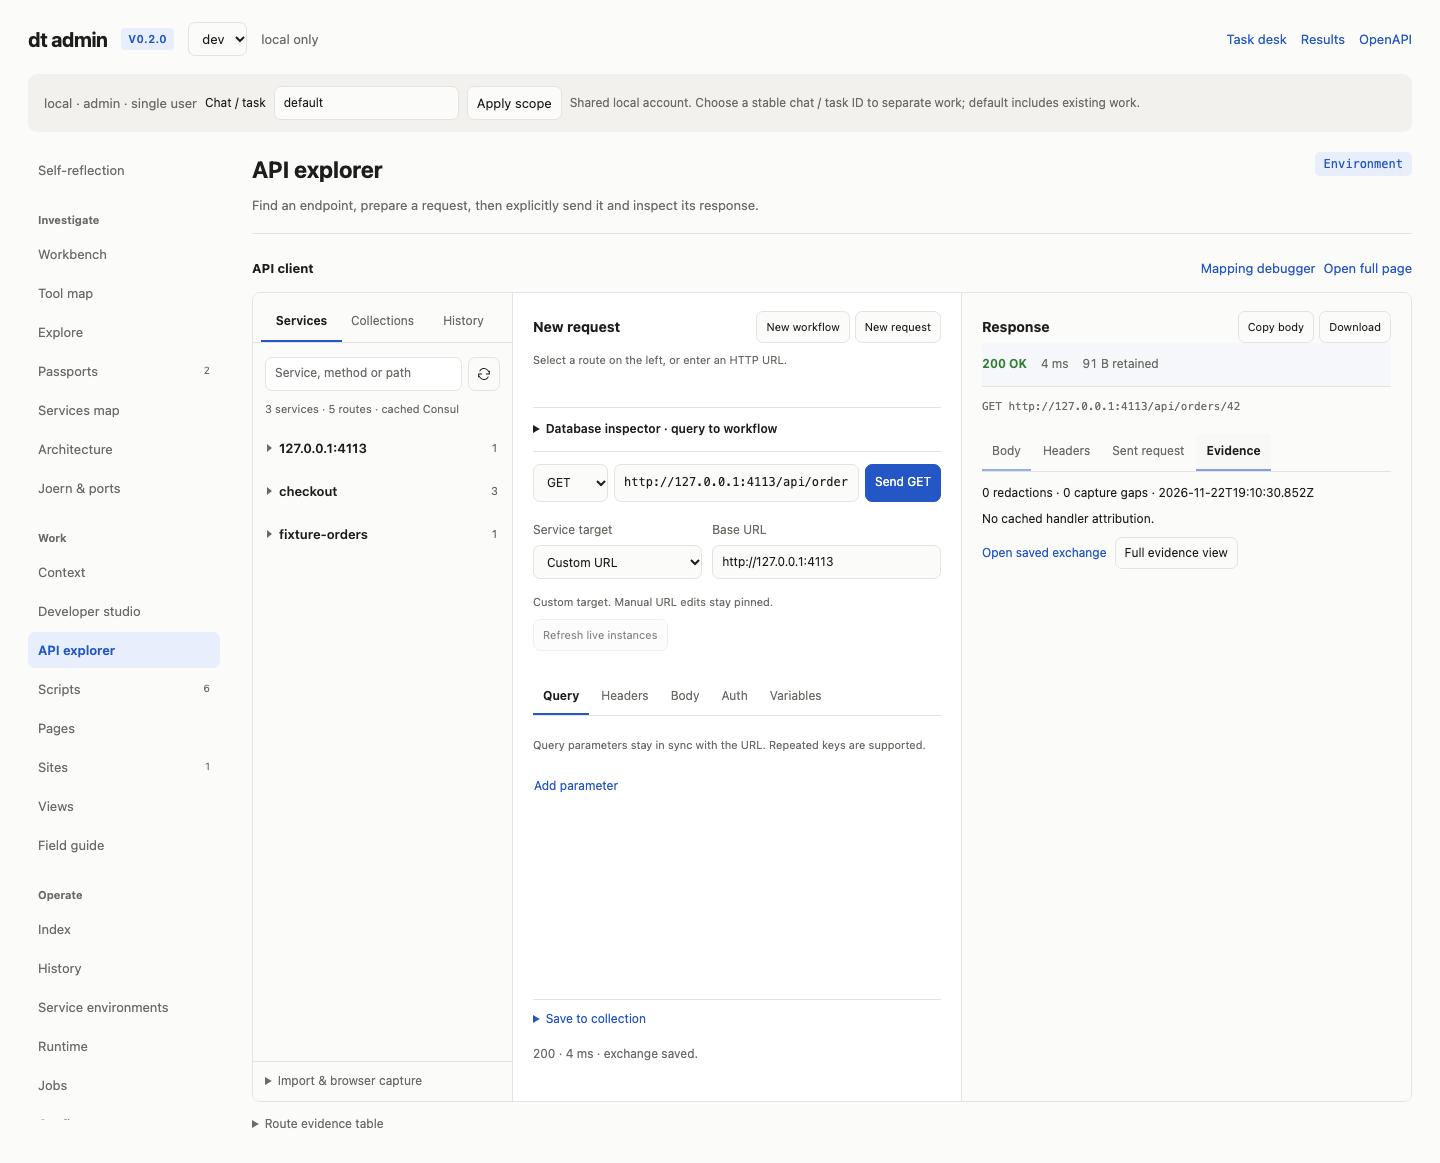 dt admin V0.2.0 dev local only Task desk Results OpenAPI
local · admin · single user Chat / task default Apply scope Shared local account. Choose a stable chat / task ID to separate work; default includes existing work.
Self-reflection
Investigate
Workbench
Tool map
Explore
Passports 2
Services map
Architecture
Joern & ports
Work
Context
Developer studio
API explorer
Scripts 6
Pages
Sites 1
Views
Field guide
Operate
Index
History
Service environments
Runtime
Jobs
API explorer Environment
Find an endpoint, prepare a request, then explicitly send it and inspect its response.
API client Mapping debugger Open full page
Services Collections History
Service, method or path
3 services · 5 routes · cached Consul
127.0.0.1:4113 1
checkout 3
fixture-orders 1
Import & browser capture
New request New workflow New request
Select a route on the left, or enter an HTTP URL.
Database inspector · query to workflow
GET http://127.0.0.1:4113/api/order Send GET
Service target Base URL
Custom URL http://127.0.0.1:4113
Custom target. Manual URL edits stay pinned.
Refresh live instances
Query Headers Body Auth Variables
Query parameters stay in sync with the URL. Repeated keys are supported.
Add parameter
Save to collection
200 · 4 ms · exchange saved.
Response Copy body Download
200 OK 4 ms 91 B retained
GET http://127.0.0.1:4113/api/orders/42
Body Headers Sent request Evidence
0 redactions · 0 capture gaps · 2026-11-22T19:10:30.852Z
No cached handler attribution.
Open saved exchange Full evidence view
Route evidence table